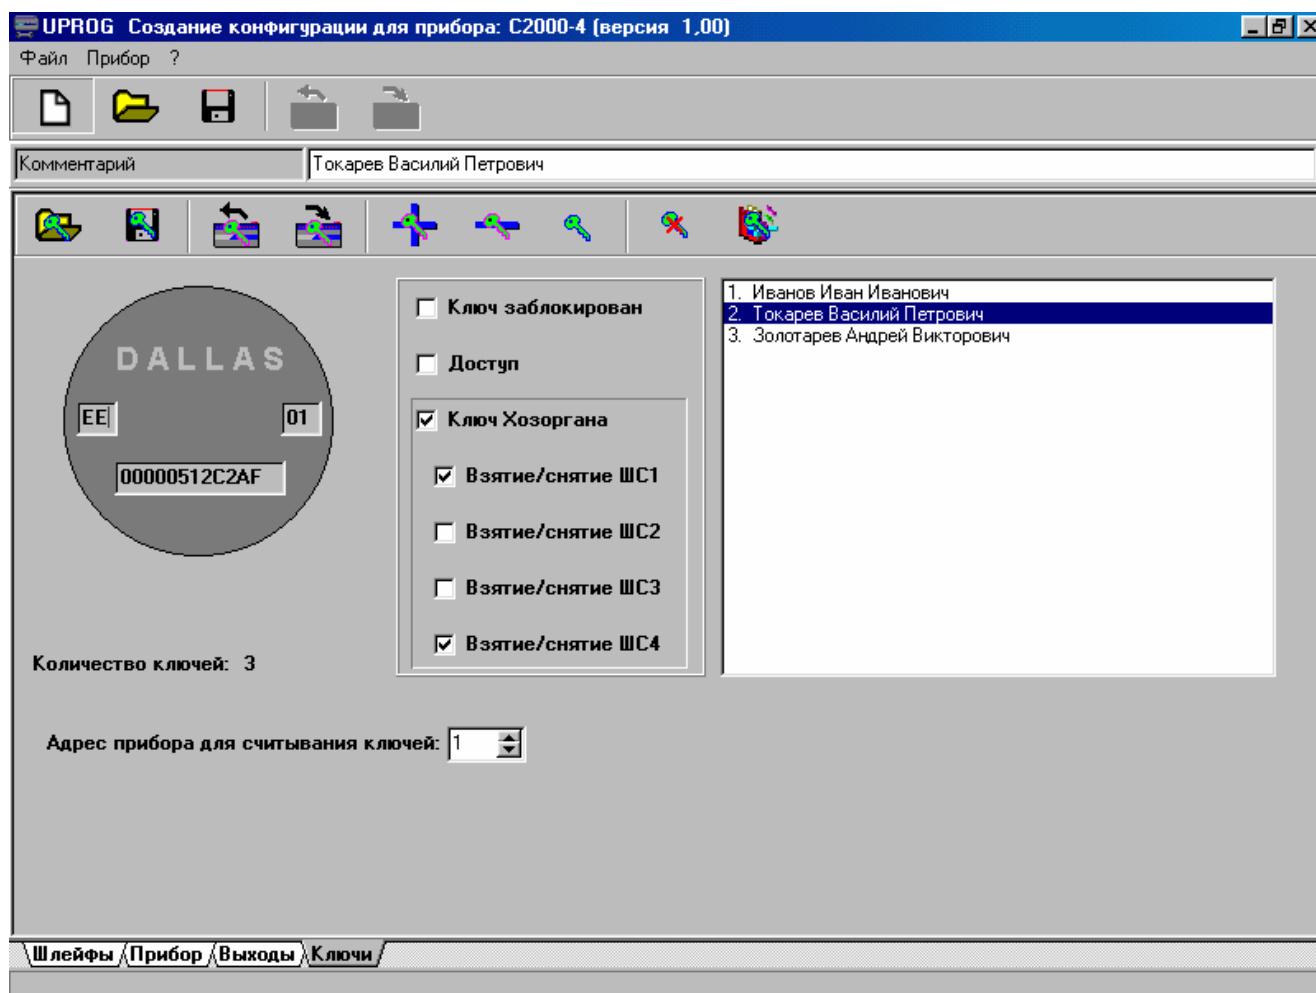 UPROG Создание конфигурации для прибора: С2000-4 (версия 1,00)
Файл Прибор ?
Комментарий Токарев Василий Петрович
DALLAS
EE 01
00000512C2AF
Количество ключей: 3
Ключ заблокирован
Доступ
Ключ Хозоргана
Взятие/снятие ШС1
Взятие/снятие ШС2
Взятие/снятие ШС3
Взятие/снятие ШС4
1. Иванов Иван Иванович
2. Токарев Василий Петрович
3. Золотарев Андрей Викторович
Адрес прибора для считывания ключей: 1
Шлейфы Прибор Выходы Ключи